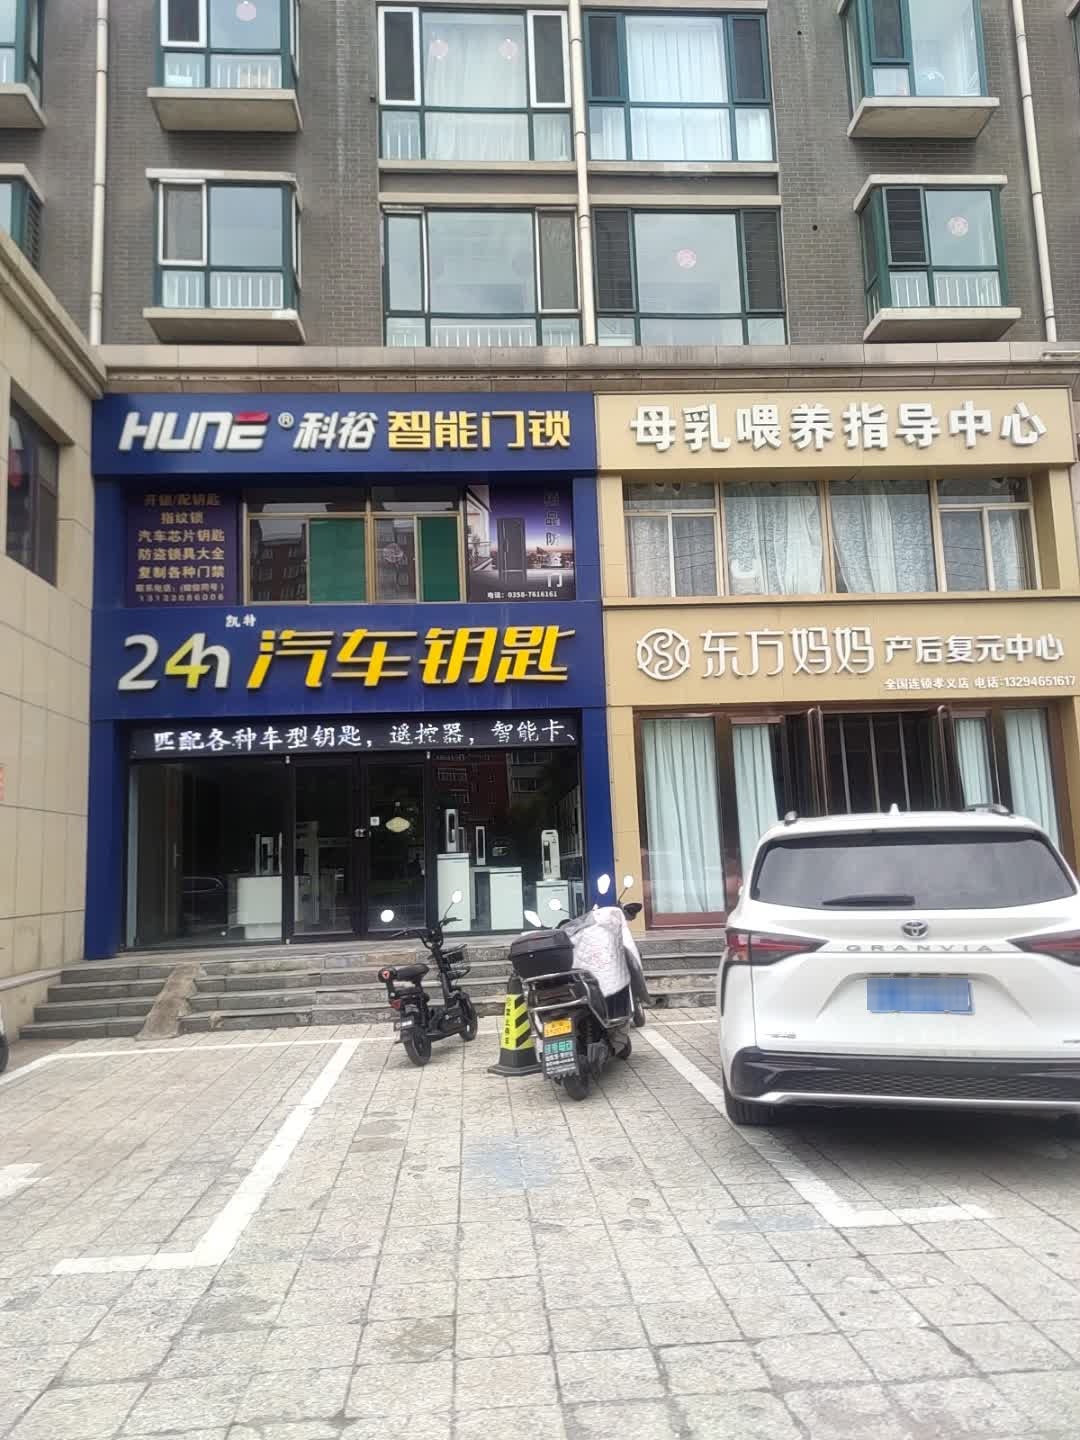 HUNE® 科裕 智能门锁
开锁/配钥匙
指纹锁
汽车芯片钥匙
防盗锁具大全
复制各种门禁
电话：0358-7616161
凯特
24h 汽车钥匙
匹配各种车型钥匙，遥控器，智能卡、
母乳喂养指导中心
东方妈妈 产后复元中心
全国连锁孝义店 电话:13294651617
GRANVIA